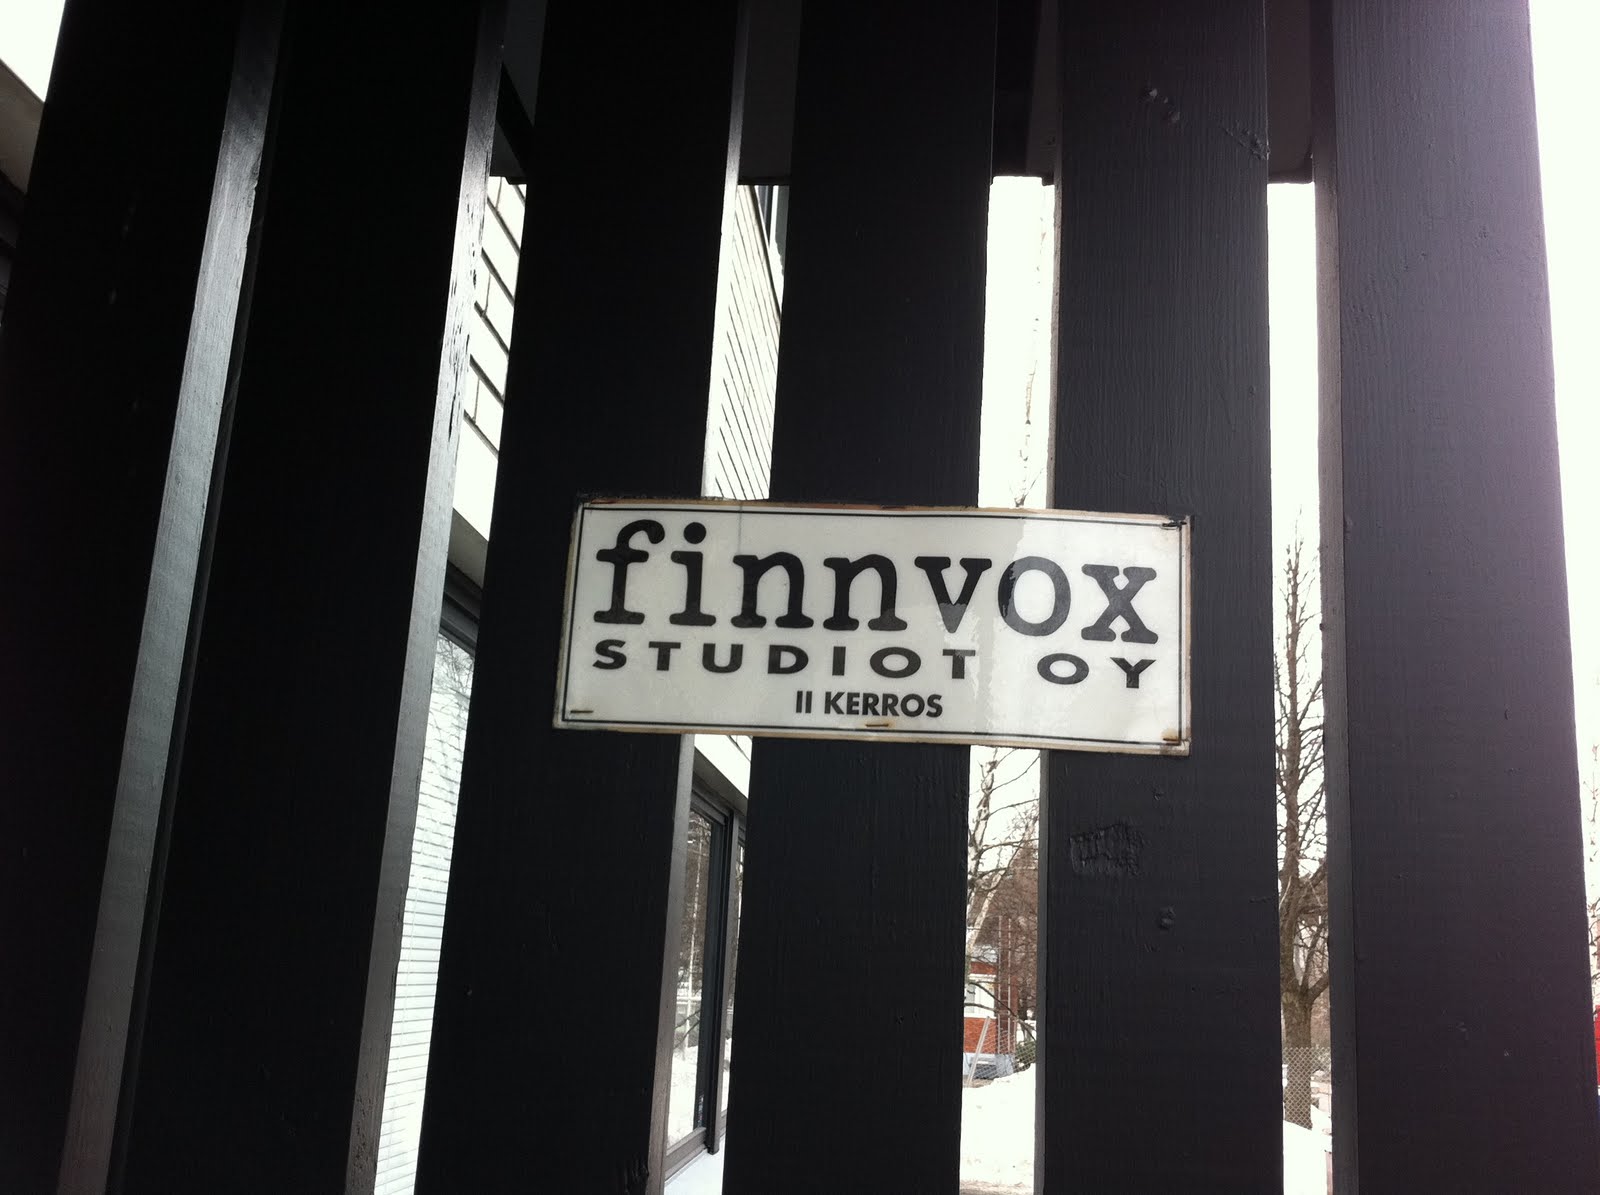 finnvox
STUDIOT OY
II KERROS